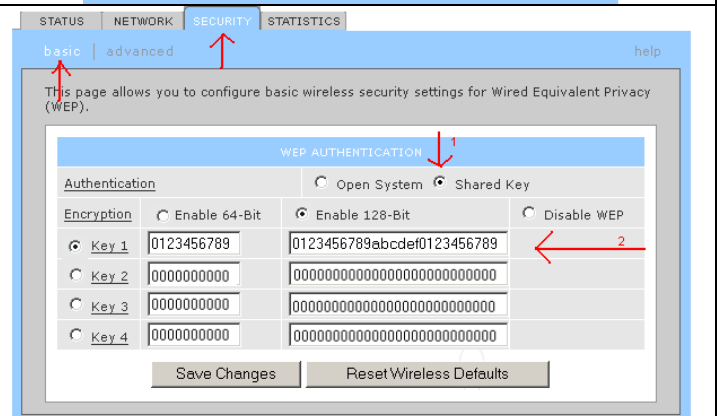 STATUS NETWORK SECURITY STATISTICS
basic | advanced help
This page allows you to configure basic wireless security settings for Wired Equivalent Privacy
(WEP).
WEP AUTHENTICATION
1
Authentication Open System Shared Key
Encryption Enable 64-Bit Enable 128-Bit Disable WEP
Key 1 0123456789 0123456789abcdef0123456789 2
Key 2 0000000000 00000000000000000000000000
Key 3 0000000000 00000000000000000000000000
Key 4 0000000000 00000000000000000000000000
Save Changes Reset Wireless Defaults